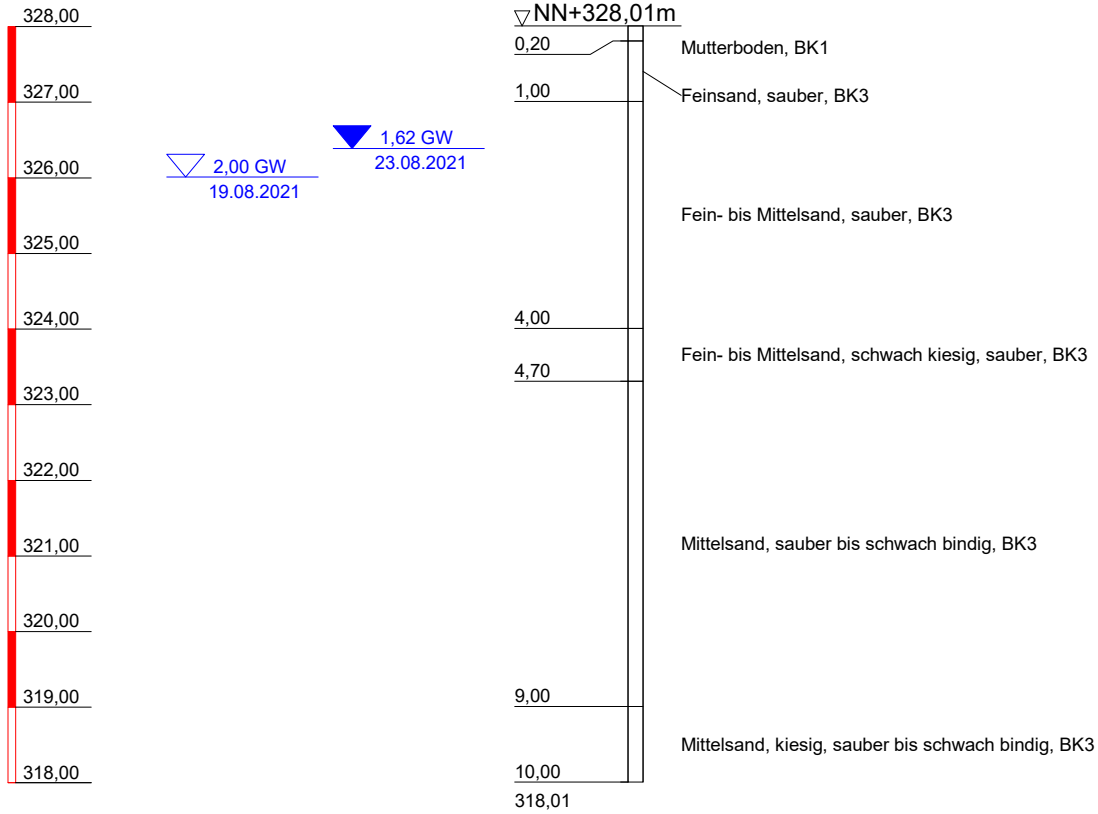 328,00
327,00
326,00
325,00
324,00
323,00
322,00
321,00
320,00
319,00
318,00
2,00 GW
19.08.2021
1,62 GW
23.08.2021
NN+328,01m
0,20
1,00
4,00
4,70
9,00
10,00
318,01
Mutterboden, BK1
Feinsand, sauber, BK3
Fein- bis Mittelsand, sauber, BK3
Fein- bis Mittelsand, schwach kiesig, sauber, BK3
Mittelsand, sauber bis schwach bindig, BK3
Mittelsand, kiesig, sauber bis schwach bindig, BK3